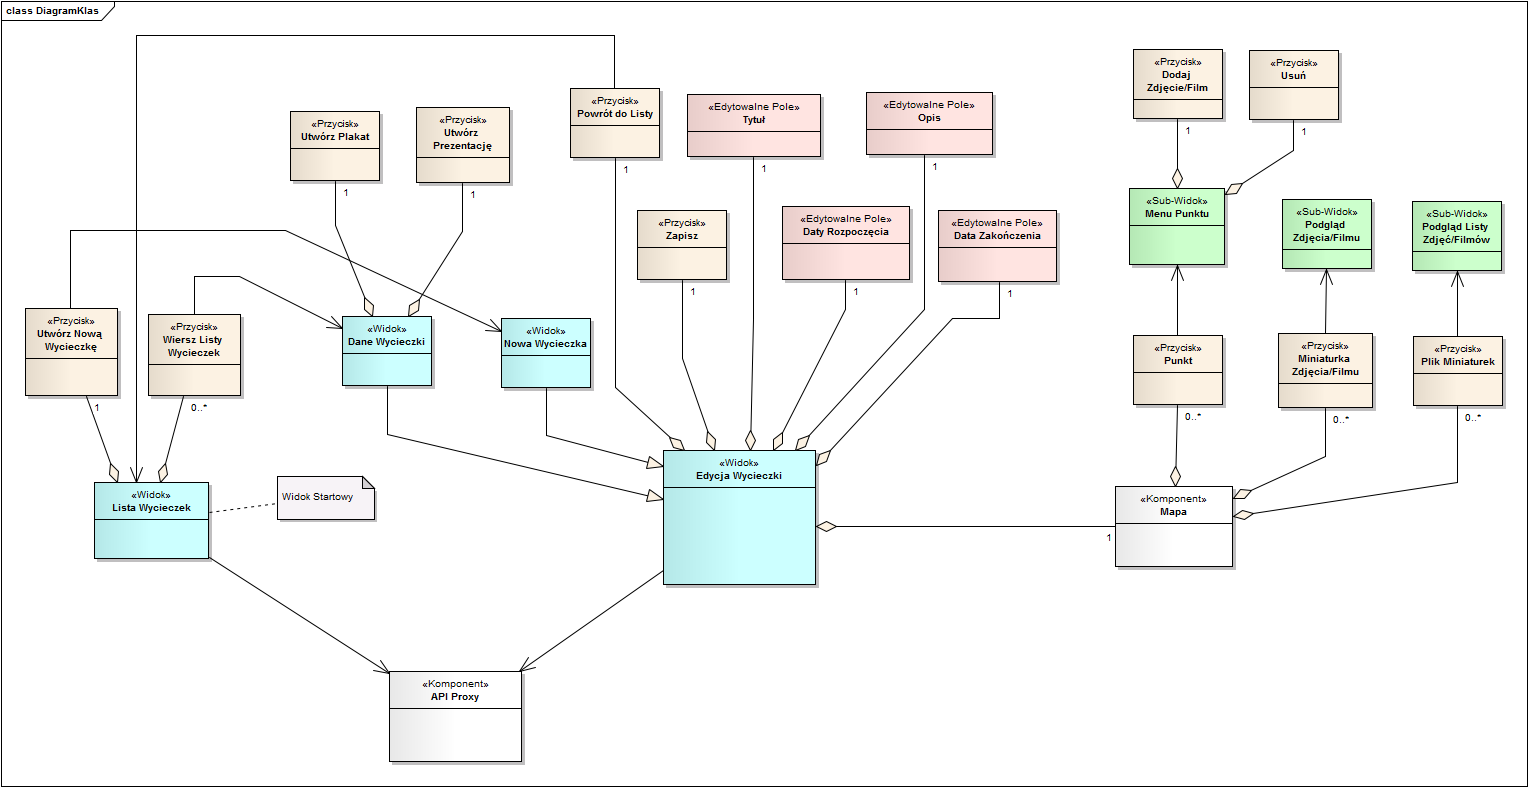 class DiagramKlas
«Przycisk»
Dodaj
Zdjęcie/Film
1
«Przycisk»
Usuń
1
«Przycisk»
Powrót do Listy
1
«Edytowalne Pole»
Tytuł
1
«Edytowalne Pole»
Opis
1
«Przycisk»
Utwórz Plakat
1
«Przycisk»
Utwórz
Prezentację
1
«Przycisk»
Zapisz
1
«Edytowalne Pole»
Daty Rozpoczęcia
1
«Edytowalne Pole»
Data Zakończenia
1
«Sub-Widok»
Menu Punktu
«Sub-Widok»
Podgląd
Zdjęcia/Filmu
«Sub-Widok»
Podgląd Listy
Zdjęć/Filmów
«Przycisk»
Utwórz Nową
Wycieczkę
1
«Przycisk»
Wiersz Listy
Wycieczek
0..*
«Widok»
Dane Wycieczki
«Widok»
Nowa Wycieczka
«Przycisk»
Punkt
0..*
«Przycisk»
Miniaturka
Zdjęcia/Filmu
0..*
«Przycisk»
Plik Miniaturek
0..*
«Widok»
Lista Wycieczek
Widok Startowy
«Widok»
Edycja Wycieczki
«Komponent»
Mapa
1
«Komponent»
API Proxy